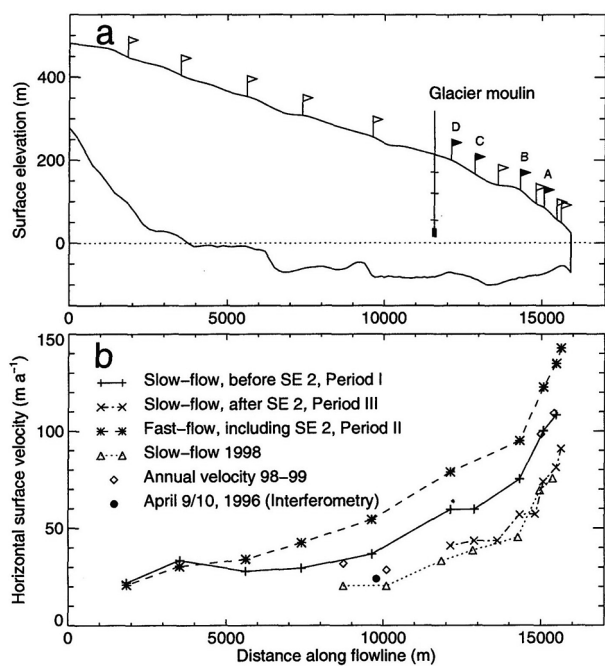 a
Surface elevation (m)
400
200
0
Glacier moulin
D
C
B
A
0
5000
10000
15000
b
Horizontal surface velocity (m a⁻¹)
150
100
50
0
Slow–flow, before SE 2, Period I
Slow–flow, after SE 2, Period III
Fast–flow, including SE 2, Period II
Slow–flow 1998
Annual velocity 98–99
April 9/10, 1996 (Interferometry)
0
5000
10000
15000
Distance along flowline (m)